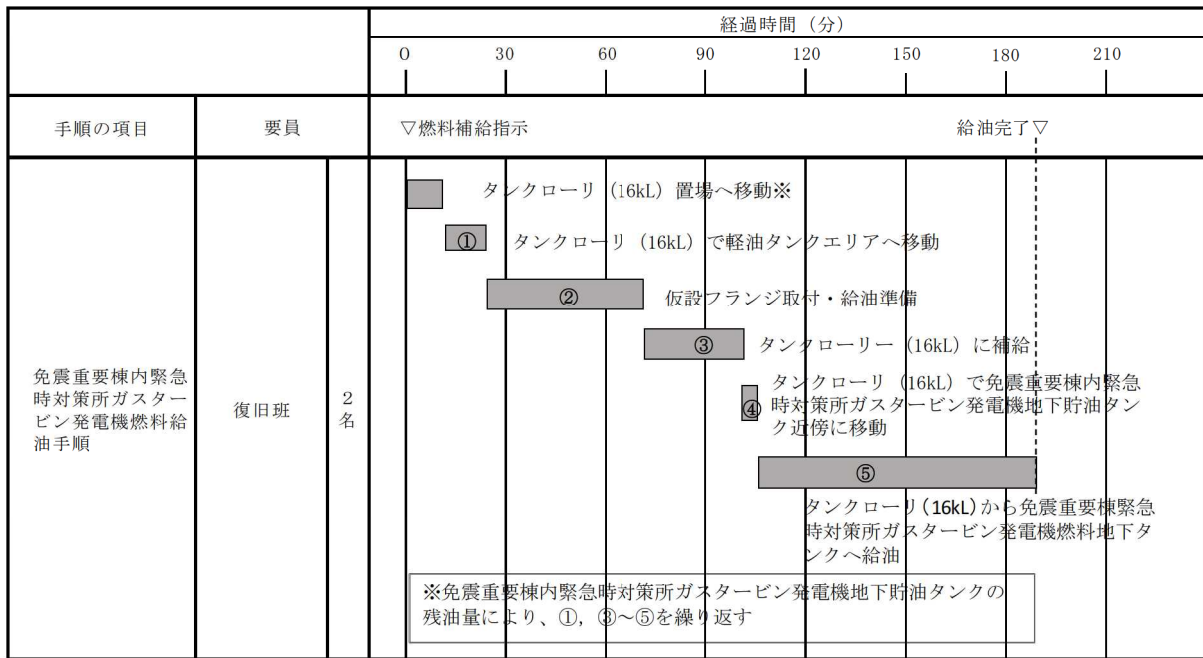 経過時間（分）
0 30 60 90 120 150 180 210
手順の項目 要員 ▽燃料補給指示 給油完了▽
タンクローリ（16kL）置場へ移動※
① タンクローリ（16kL）で軽油タンクエリアへ移動
② 仮設フランジ取付・給油準備
③ タンクローリー（16kL）に補給
免震重要棟内緊急
時対策所ガスター
ビン発電機燃料給
油手順
復旧班
2
名
④
タンクローリ（16kL）で免震重要棟内緊急
時対策所ガスタービン発電機地下貯油タン
ク近傍に移動
⑤
タンクローリ(16kL)から免震重要棟緊急
時対策所ガスタービン発電機燃料地下タ
ンクへ給油
※免震重要棟内緊急時対策所ガスタービン発電機地下貯油タンクの
残油量により、①，③～⑤を繰り返す